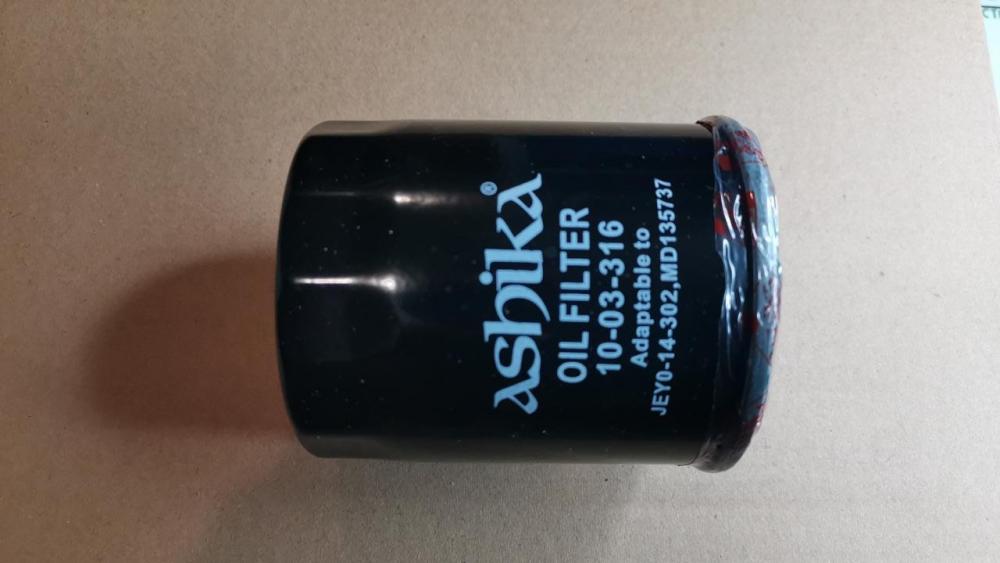 ashika®
OIL FILTER
10-03-316
Adaptable to
JEY0-14-302,MD135737